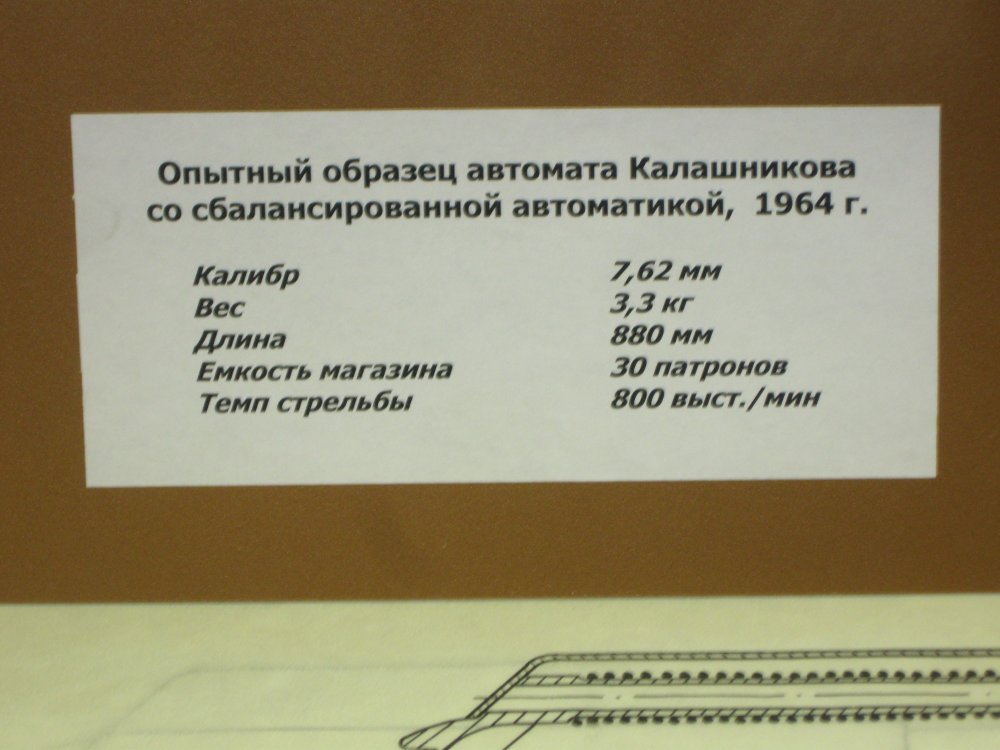 Опытный образец автомата Калашникова
со сбалансированной автоматикой, 1964 г.
Калибр 7,62 мм
Вес 3,3 кг
Длина 880 мм
Емкость магазина 30 патронов
Темп стрельбы 800 выст./мин